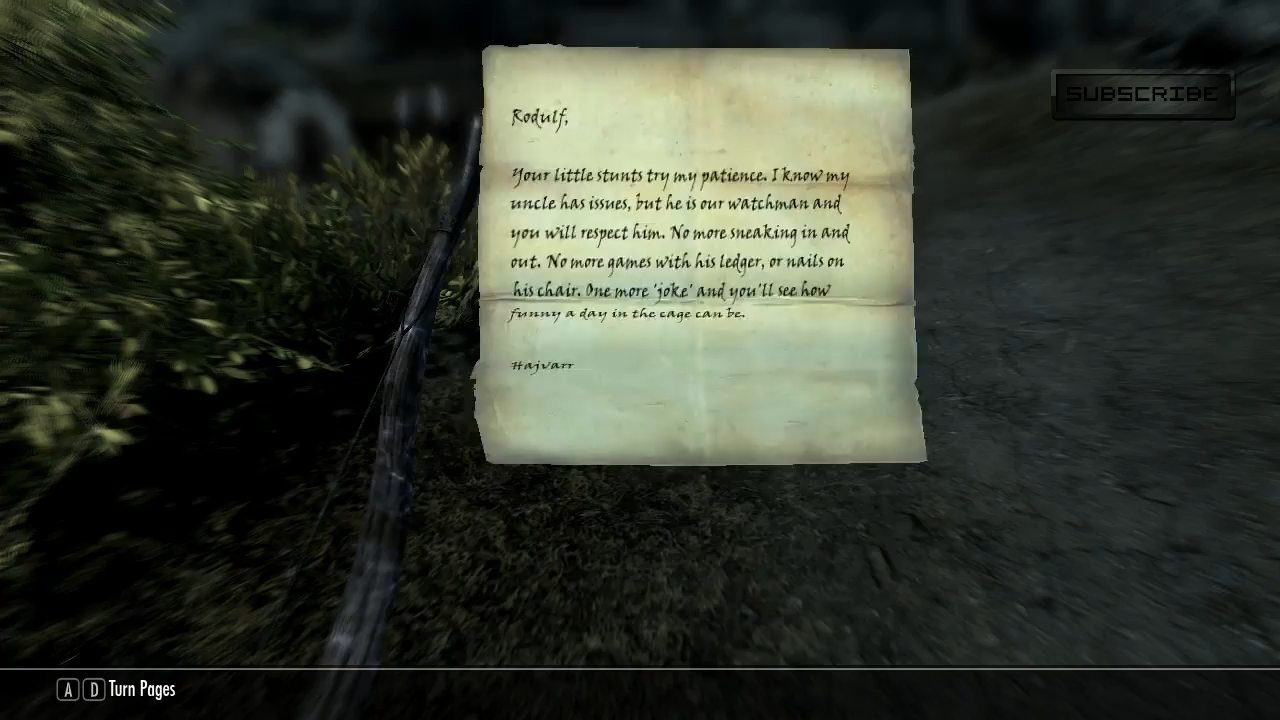 SUBSCRIBE
Rodulf,
Your little stunts try my patience. I know my
uncle has issues, but he is our watchman and
you will respect him. No more sneaking in and
out. No more games with his ledger, or nails on
his chair. One more 'joke' and you'll see how
funny a day in the cage can be.
Hajvarr
A D Turn Pages